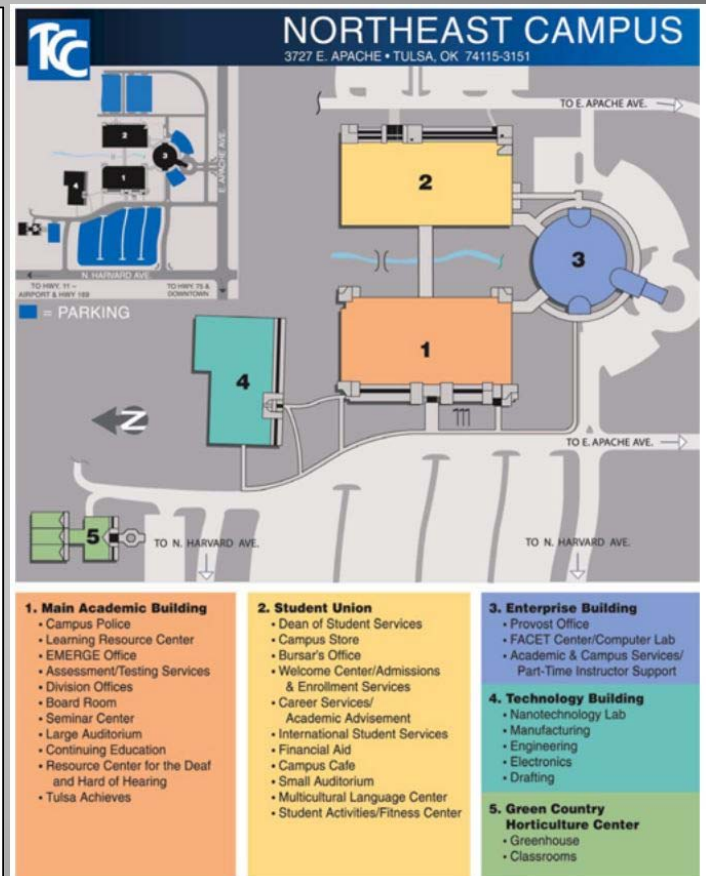 TCC
NORTHEAST CAMPUS
3727 E. APACHE • TULSA, OK 74115-3151
2
3
1
4
E. APACHE AVE.
N. HARVARD AVE.
TO HWY. 11 –
AIRPORT & HWY 169
TO HWY. 75 &
DOWNTOWN
= PARKING
TO E. APACHE AVE.
2
3
1
4
N
TO E. APACHE AVE.
5
TO N. HARVARD AVE.
TO N. HARVARD AVE.
1. Main Academic Building
• Campus Police
• Learning Resource Center
• EMERGE Office
• Assessment/Testing Services
• Division Offices
• Board Room
• Seminar Center
• Large Auditorium
• Continuing Education
• Resource Center for the Deaf
and Hard of Hearing
• Tulsa Achieves
2. Student Union
• Dean of Student Services
• Campus Store
• Bursar's Office
• Welcome Center/Admissions
& Enrollment Services
• Career Services/
Academic Advisement
• International Student Services
• Financial Aid
• Campus Cafe
• Small Auditorium
• Multicultural Language Center
• Student Activities/Fitness Center
3. Enterprise Building
• Provost Office
• FACET Center/Computer Lab
• Academic & Campus Services/
Part-Time Instructor Support
4. Technology Building
• Nanotechnology Lab
• Manufacturing
• Engineering
• Electronics
• Drafting
5. Green Country
Horticulture Center
• Greenhouse
• Classrooms